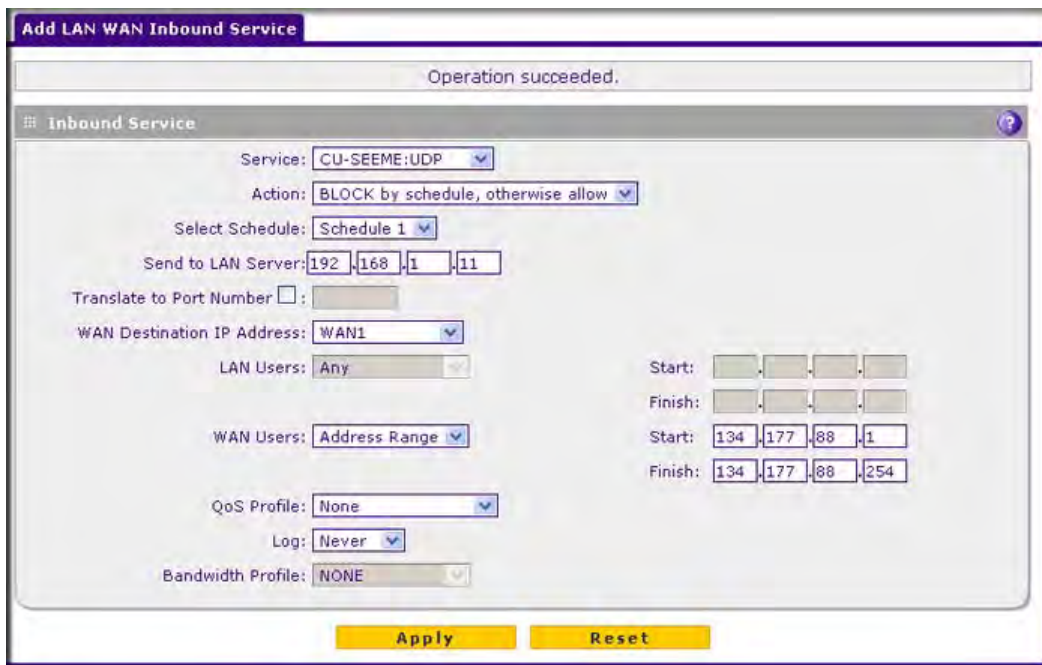 Add LAN WAN Inbound Service
Operation succeeded.
Inbound Service ?
Service: CU-SEEME:UDP
Action: BLOCK by schedule, otherwise allow
Select Schedule: Schedule 1
Send to LAN Server: 192 .168 .1 .11
Translate to Port Number :
WAN Destination IP Address: WAN1
LAN Users: Any Start: . . .
Finish: . . .
WAN Users: Address Range Start: 134 .177 .88 .1
Finish: 134 .177 .88 .254
QoS Profile: None
Log: Never
Bandwidth Profile: NONE
Apply Reset